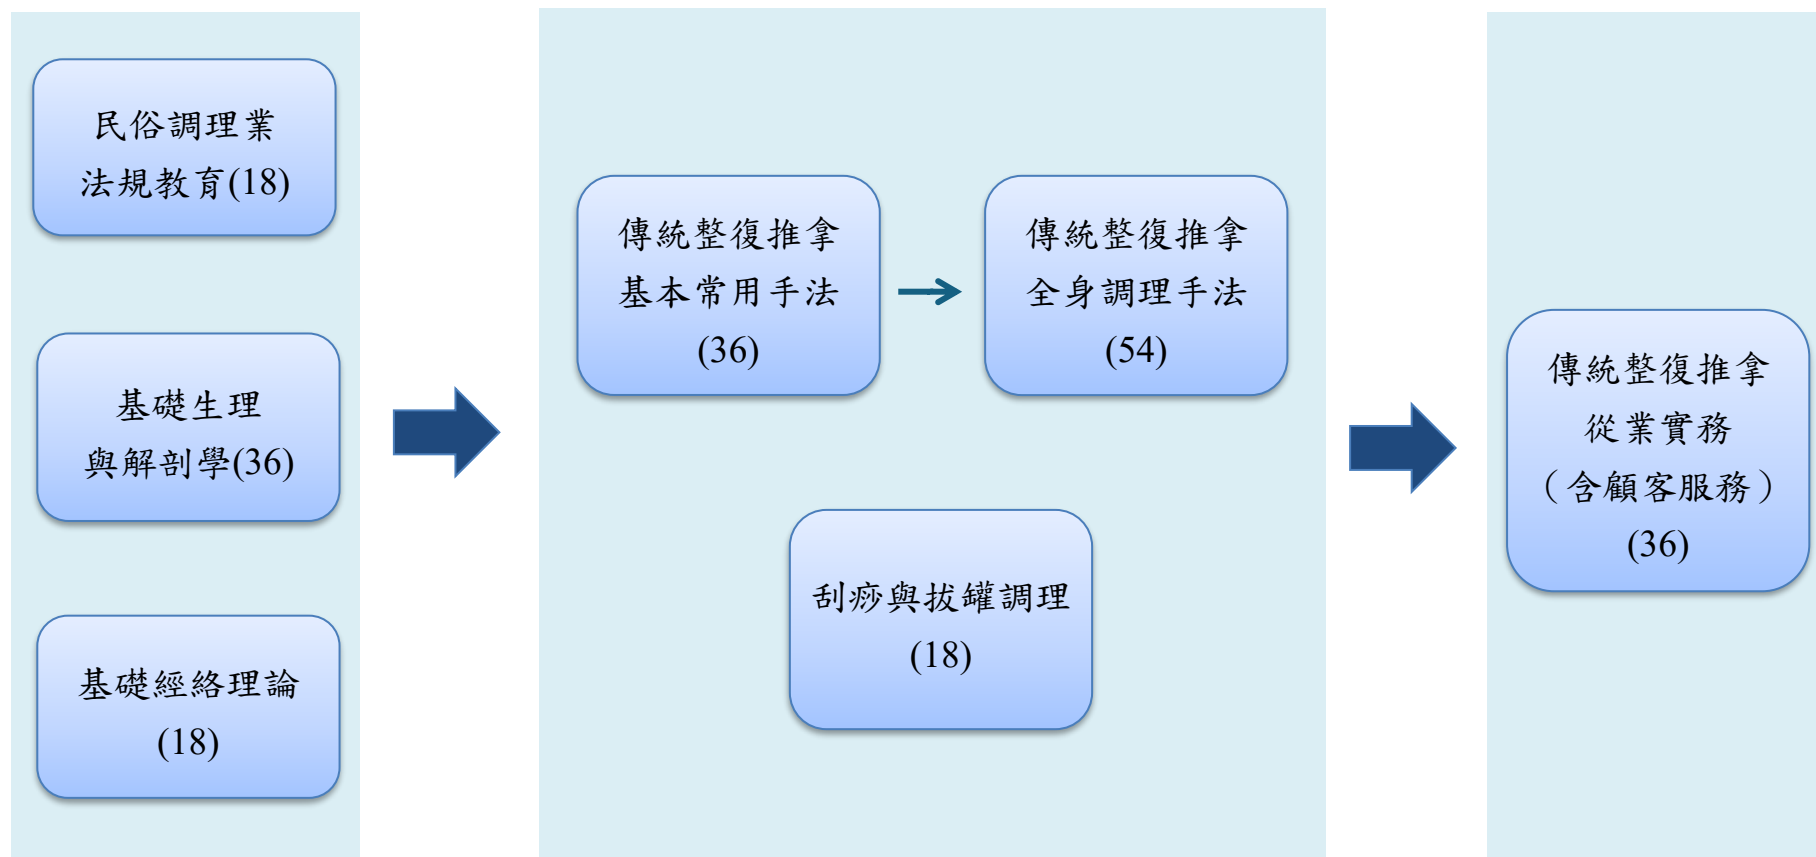 民俗調理業
法規教育(18)
基礎生理
與解剖學(36)
基礎經絡理論
(18)
傳統整復推拿
基本常用手法
(36)
傳統整復推拿
全身調理手法
(54)
刮痧與拔罐調理
(18)
傳統整復推拿
從業實務
（含顧客服務）
(36)